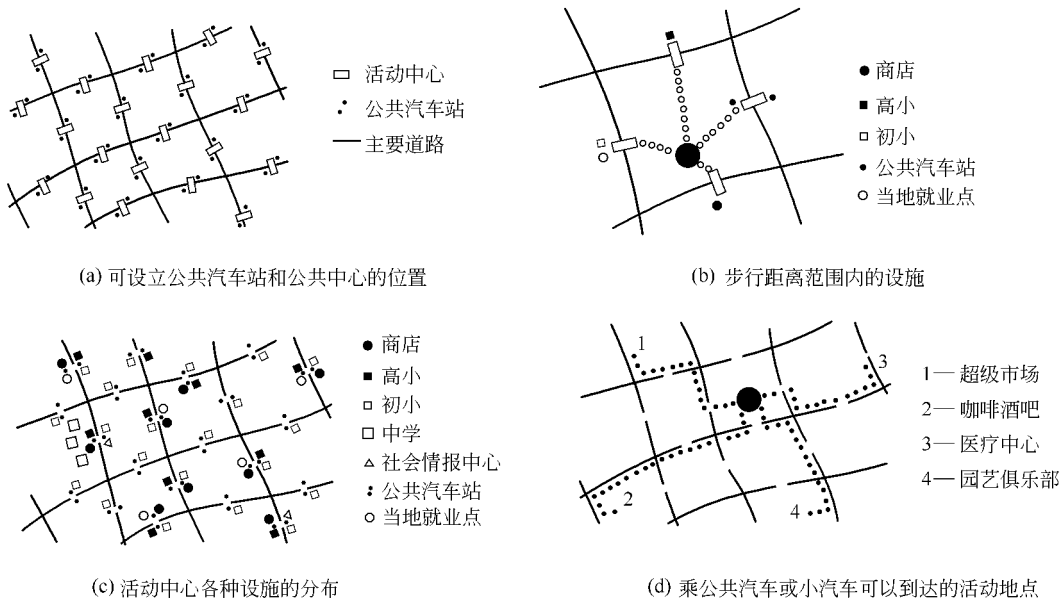 活动中心
公共汽车站
主要道路
(a) 可设立公共汽车站和公共中心的位置
商店
高小
初小
公共汽车站
当地就业点
(b) 步行距离范围内的设施
商店
高小
初小
中学
社会情报中心
公共汽车站
当地就业点
(c) 活动中心各种设施的分布
1
2
3
4
1— 超级市场
2— 咖啡酒吧
3— 医疗中心
4— 园艺俱乐部
(d) 乘公共汽车或小汽车可以到达的活动地点